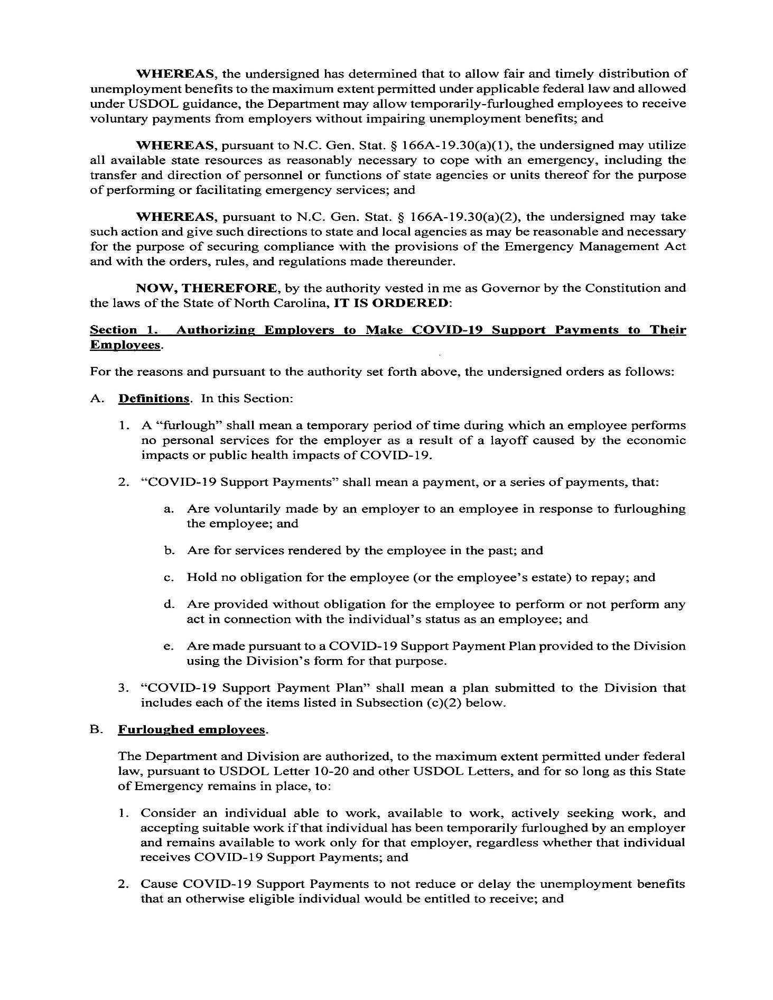 WHEREAS, the undersigned has determined that to allow fair and timely distribution of
unemployment benefits to the maximum extent permitted under applicable federal law and allowed
under USDOL guidance, the Department may allow temporarily-furloughed employees to receive
voluntary payments from employers without impairing unemployment benefits; and
WHEREAS, pursuant to N.C. Gen. Stat. § 166A-19.30(a)(1), the undersigned may utilize
all available state resources as reasonably necessary to cope with an emergency, including the
transfer and direction of personnel or functions of state agencies or units thereof for the purpose
of performing or facilitating emergency services; and
WHEREAS, pursuant to N.C. Gen. Stat. § 166A-19.30(a)(2), the undersigned may take
such action and give such directions to state and local agencies as may be reasonable and necessary
for the purpose of securing compliance with the provisions of the Emergency Management Act
and with the orders, rules, and regulations made thereunder.
NOW, THEREFORE, by the authority vested in me as Governor by the Constitution and
the laws of the State of North Carolina, IT IS ORDERED:
Section 1. Authorizing Employers to Make COVID-19 Support Payments to Their
Employees.
For the reasons and pursuant to the authority set forth above, the undersigned orders as follows:
A. Definitions. In this Section:
1. A “furlough” shall mean a temporary period of time during which an employee performs
no personal services for the employer as a result of a layoff caused by the economic
impacts or public health impacts of COVID-19.
2. “COVID-19 Support Payments” shall mean a payment, or a series of payments, that:
a. Are voluntarily made by an employer to an employee in response to furloughing
the employee; and
b. Are for services rendered by the employee in the past; and
c. Hold no obligation for the employee (or the employee’s estate) to repay; and
d. Are provided without obligation for the employee to perform or not perform any
act in connection with the individual’s status as an employee; and
e. Are made pursuant to a COVID-19 Support Payment Plan provided to the Division
using the Division’s form for that purpose.
3. “COVID-19 Support Payment Plan” shall mean a plan submitted to the Division that
includes each of the items listed in Subsection (c)(2) below.
B. Furloughed employees.
The Department and Division are authorized, to the maximum extent permitted under federal
law, pursuant to USDOL Letter 10-20 and other USDOL Letters, and for so long as this State
of Emergency remains in place, to:
1. Consider an individual able to work, available to work, actively seeking work, and
accepting suitable work if that individual has been temporarily furloughed by an employer
and remains available to work only for that employer, regardless whether that individual
receives COVID-19 Support Payments; and
2. Cause COVID-19 Support Payments to not reduce or delay the unemployment benefits
that an otherwise eligible individual would be entitled to receive; and